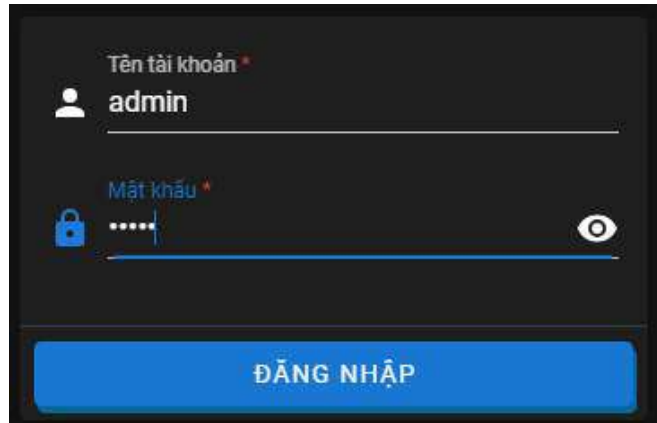 Tên tài khoản *
admin
Mật khẩu *
•••••
ĐĂNG NHẬP